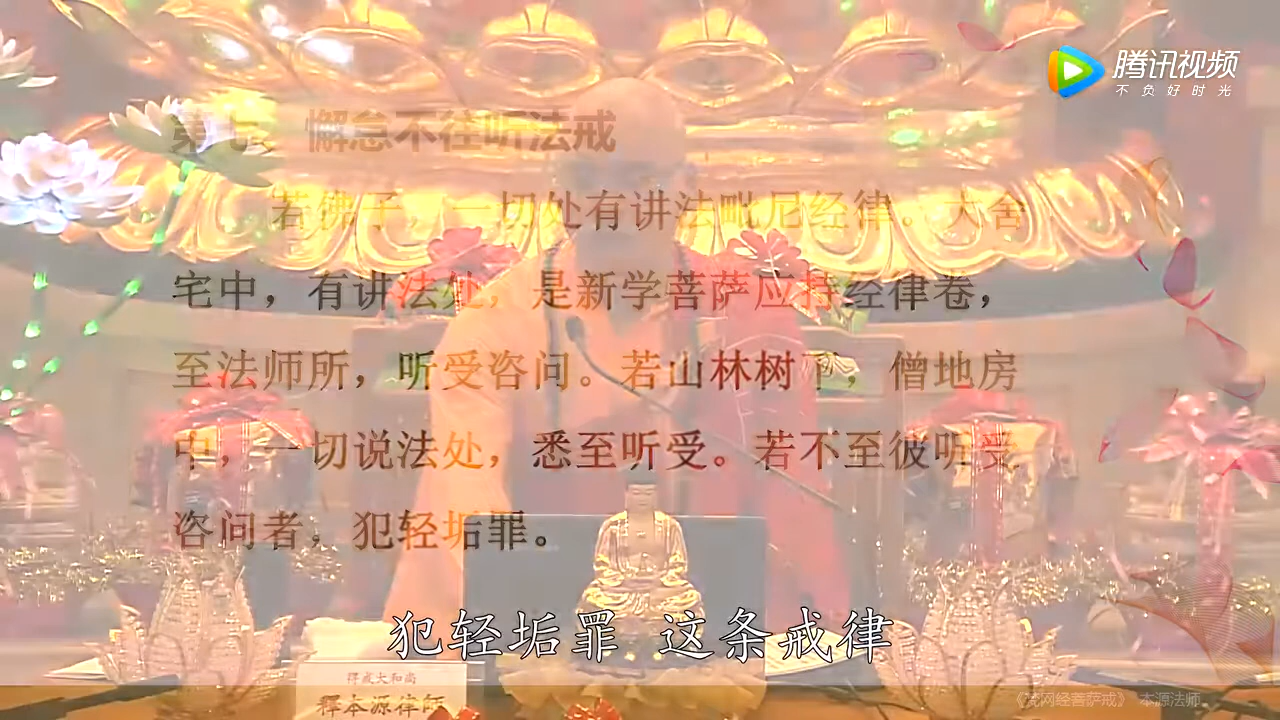 腾讯视频
不负好时光
第七、懈怠不往听法戒
若佛子，一切处有讲法毗尼经律。大舍
宅中，有讲法处，是新学菩萨应持经律卷，
至法师所，听受咨问。若山林树下，僧地房
中，一切说法处，悉至听受。若不至彼听受
咨问者，犯轻垢罪。
犯轻垢罪 这条戒律
得戒大和尚
释本源律师
《梵网经菩萨戒》 本源法师